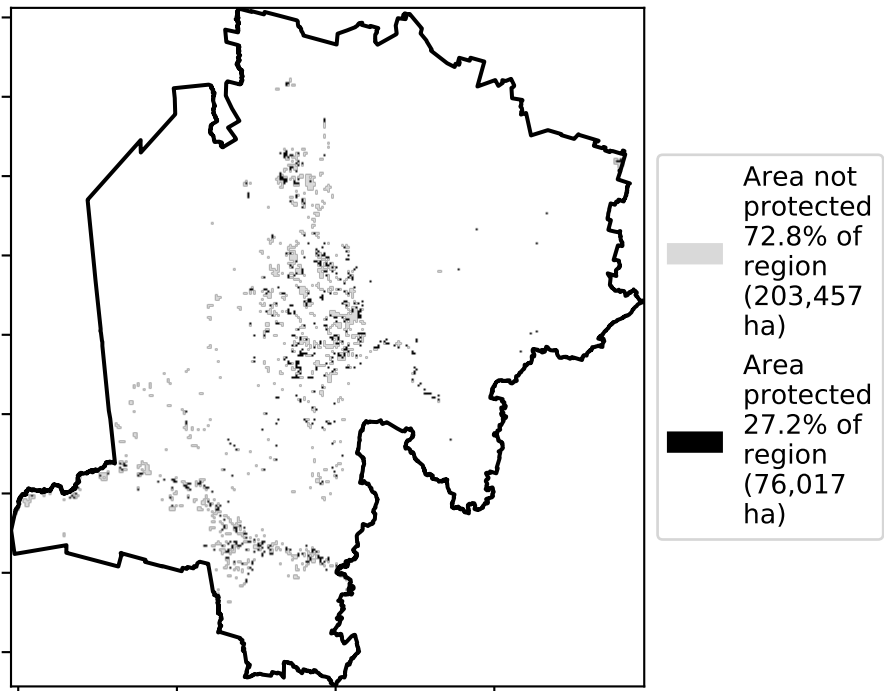 Area not
protected
72.8% of
region
(203,457
ha)
Area
protected
27.2% of
region
(76,017
ha)